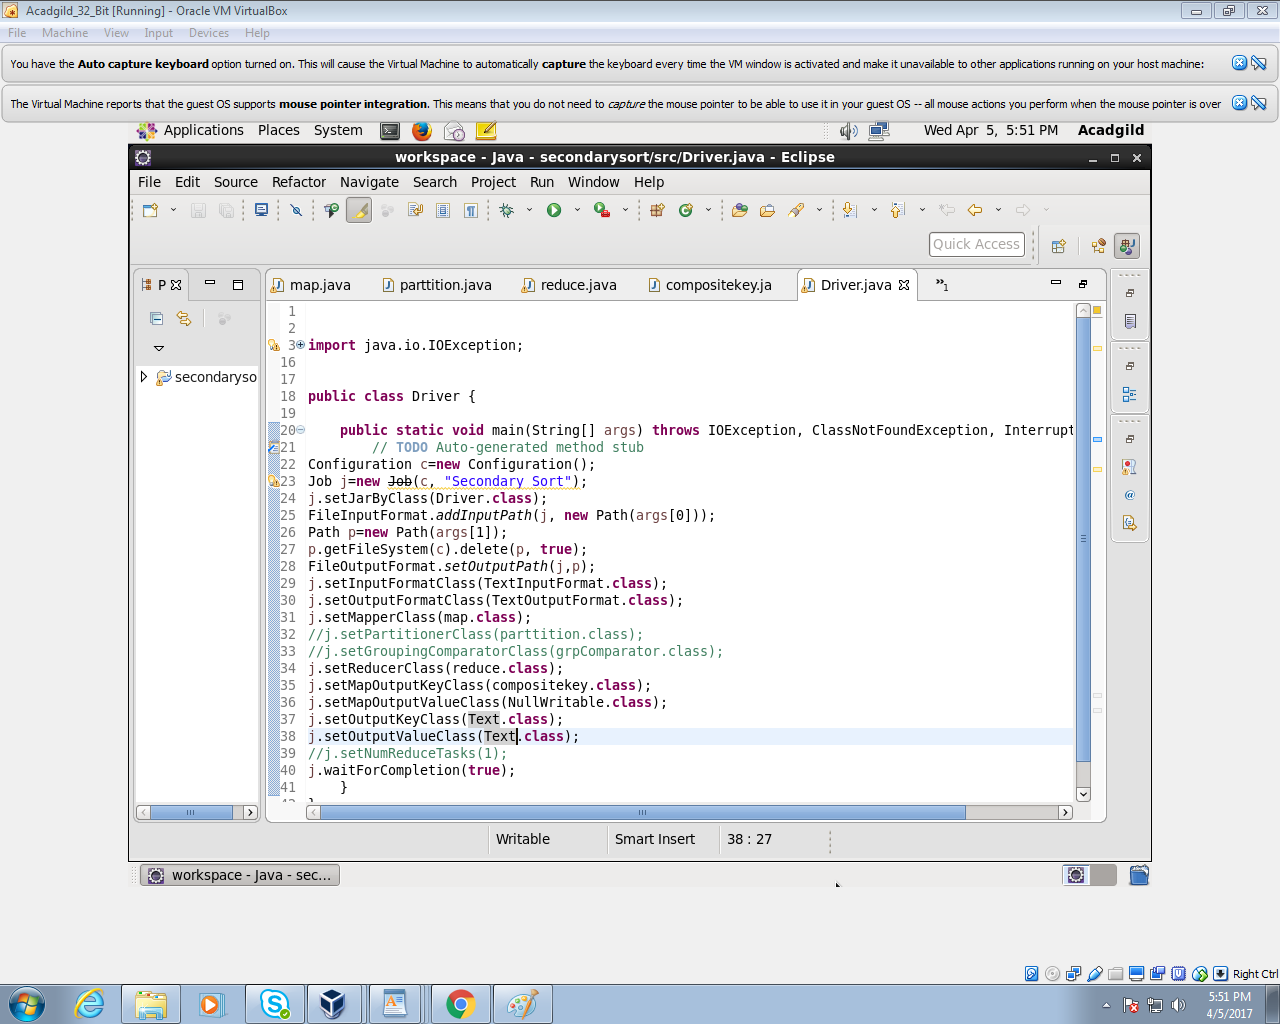 Acadgild_32_Bit [Running] - Oracle VM VirtualBox
File Machine View Input Devices Help
You have the Auto capture keyboard option turned on. This will cause the Virtual Machine to automatically capture the keyboard every time the VM window is activated and make it unavailable to other applications running on your host machine:
The Virtual Machine reports that the guest OS supports mouse pointer integration. This means that you do not need to capture the mouse pointer to be able to use it in your guest OS -- all mouse actions you perform when the mouse pointer is over
Applications Places System Wed Apr 5, 5:51 PM Acadgild
workspace - Java - secondarysort/src/Driver.java - Eclipse
File Edit Source Refactor Navigate Search Project Run Window Help
Quick Access
P map.java parttition.java reduce.java compositekey.ja Driver.java »1
secondaryso
1
2
3 import java.io.IOException;
16
17
18 public class Driver {
19
20 public static void main(String[] args) throws IOException, ClassNotFoundException, Interrupt
21 // TODO Auto-generated method stub
22 Configuration c=new Configuration();
23 Job j=new Job(c, "Secondary Sort");
24 j.setJarByClass(Driver.class);
25 FileInputFormat.addInputPath(j, new Path(args[0]));
26 Path p=new Path(args[1]);
27 p.getFileSystem(c).delete(p, true);
28 FileOutputFormat.setOutputPath(j,p);
29 j.setInputFormatClass(TextInputFormat.class);
30 j.setOutputFormatClass(TextOutputFormat.class);
31 j.setMapperClass(map.class);
32 //j.setPartitionerClass(parttition.class);
33 //j.setGroupingComparatorClass(grpComparator.class);
34 j.setReducerClass(reduce.class);
35 j.setMapOutputKeyClass(compositekey.class);
36 j.setMapOutputValueClass(NullWritable.class);
37 j.setOutputKeyClass(Text.class);
38 j.setOutputValueClass(Text.class);
39 //j.setNumReduceTasks(1);
40 j.waitForCompletion(true);
41 }
Writable Smart Insert 38 : 27
workspace - Java - sec...
Right Ctrl
5:51 PM
4/5/2017